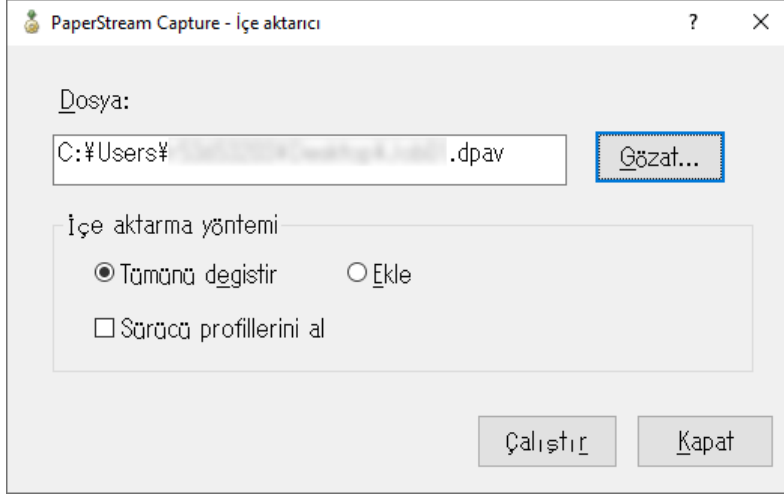 PaperStream Capture - İçe aktarıcı
Dosya:
C:¥Users¥ .dpav
Gözat...
İçe aktarma yöntemi
Tümünü degistir
Ekle
Sürücü profillerini al
Çalıştır
Kapat